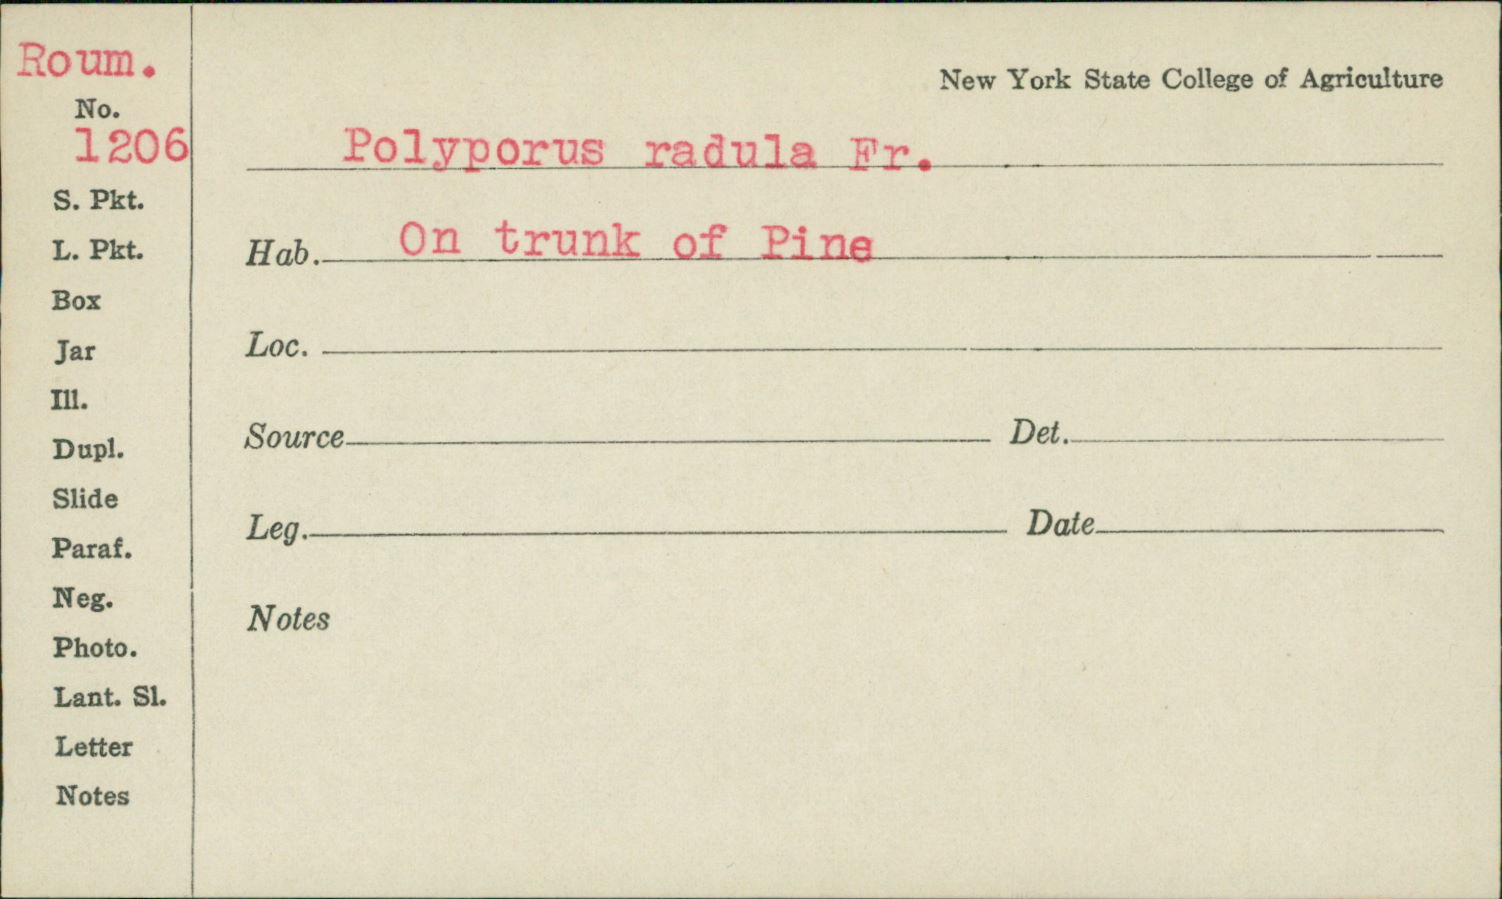 Roum.
New York State College of Agriculture
No.
1206
Polyporus radula Fr.
S. Pkt.
L. Pkt.
Hab. On trunk of Pine
Box
Jar
Loc.
Ill.
Dupl.
Source Det.
Slide
Leg. Date
Paraf.
Neg.
Notes
Photo.
Lant. Sl.
Letter
Notes